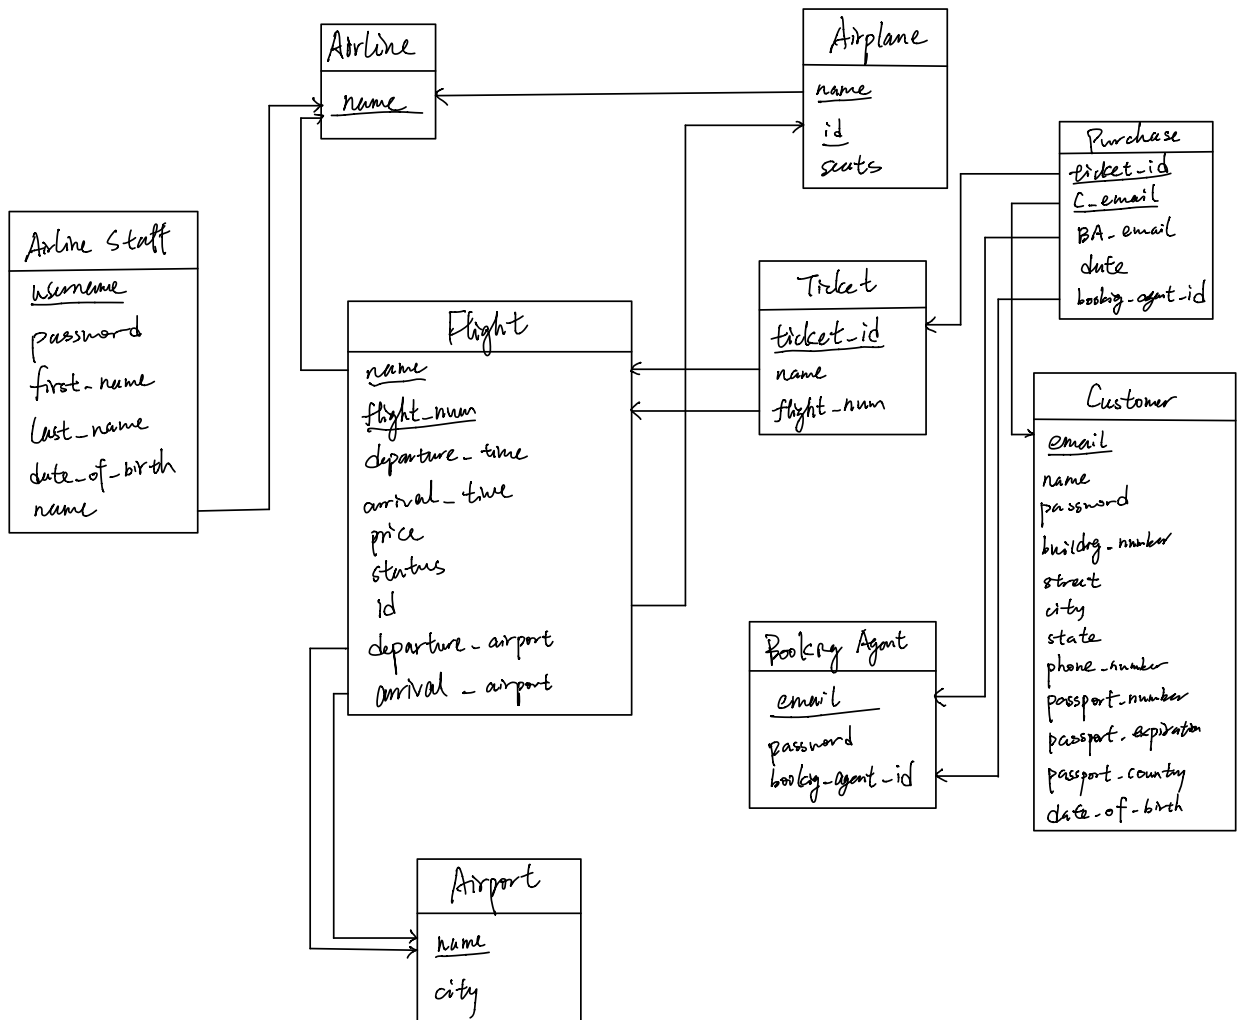 Airline
name
Airplane
name
id
seats
Purchase
ticket_id
C_email
BA_email
date
bookig_agent_id
Airline Staff
username
password
first_name
last_name
date_of_birth
name
Flight
name
flight_num
departure_time
arrival_time
price
status
id
departure_airport
arrival_airport
Ticket
ticket_id
name
flight_num
Customer
email
name
password
building_number
street
city
state
phone_number
passport_number
passport_expiration
passport_country
date_of_birth
Booking Agent
email
password
bookig_agent_id
Airport
name
city